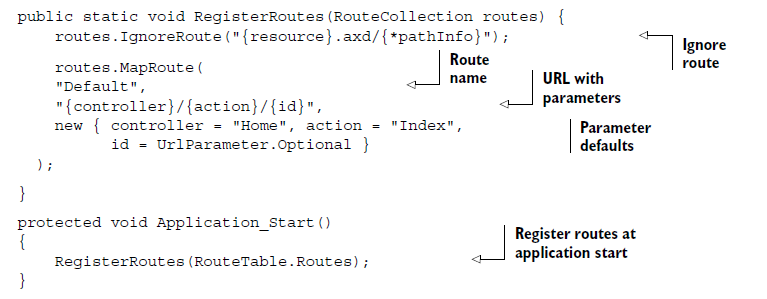 public static void RegisterRoutes(RouteCollection routes) {
routes.IgnoreRoute("{resource}.axd/{*pathInfo}");
Ignore
route
routes.MapRoute(
"Default",
Route
name
"{controller}/{action}/{id}",
URL with
parameters
new { controller = "Home", action = "Index",
id = UrlParameter.Optional }
Parameter
defaults
);
}
protected void Application_Start()
{
RegisterRoutes(RouteTable.Routes);
Register routes at
application start
}